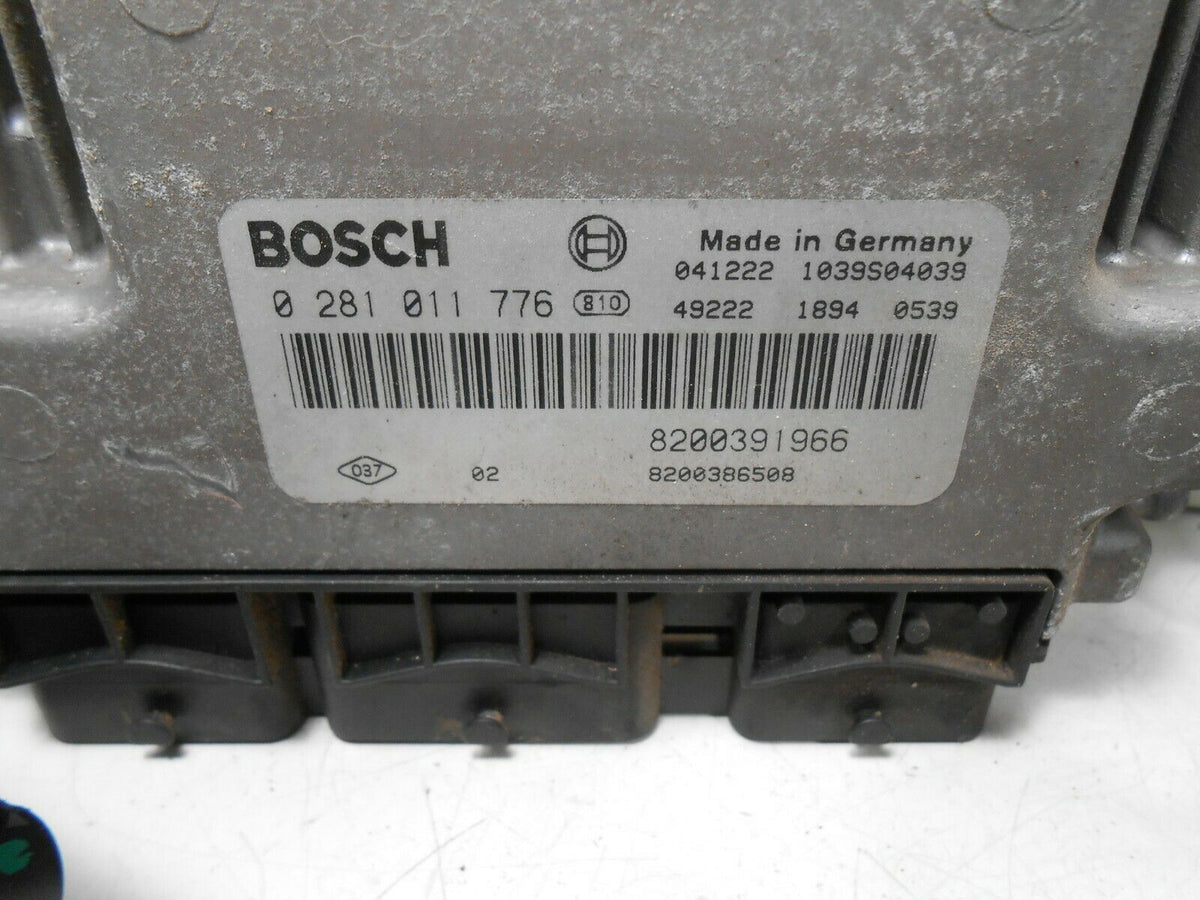 BOSCH
Made in Germany
041222 1039S04039
0 281 011 776 810 49222 1894 0539
8200391966
037 02 8200386508